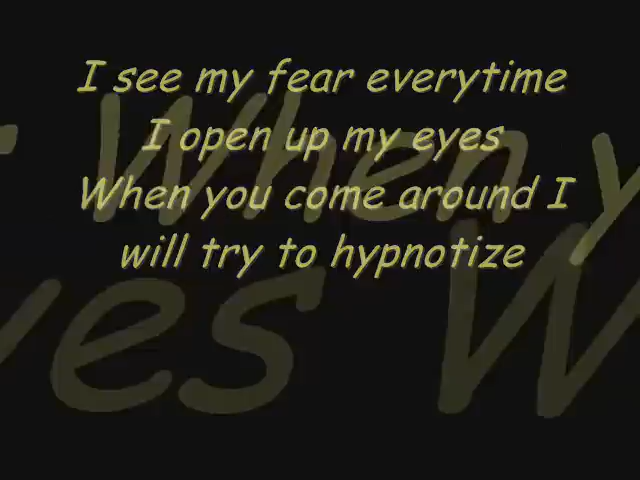 I see my fear everytime
I open up my eyes
When you come around I
will try to hypnotize